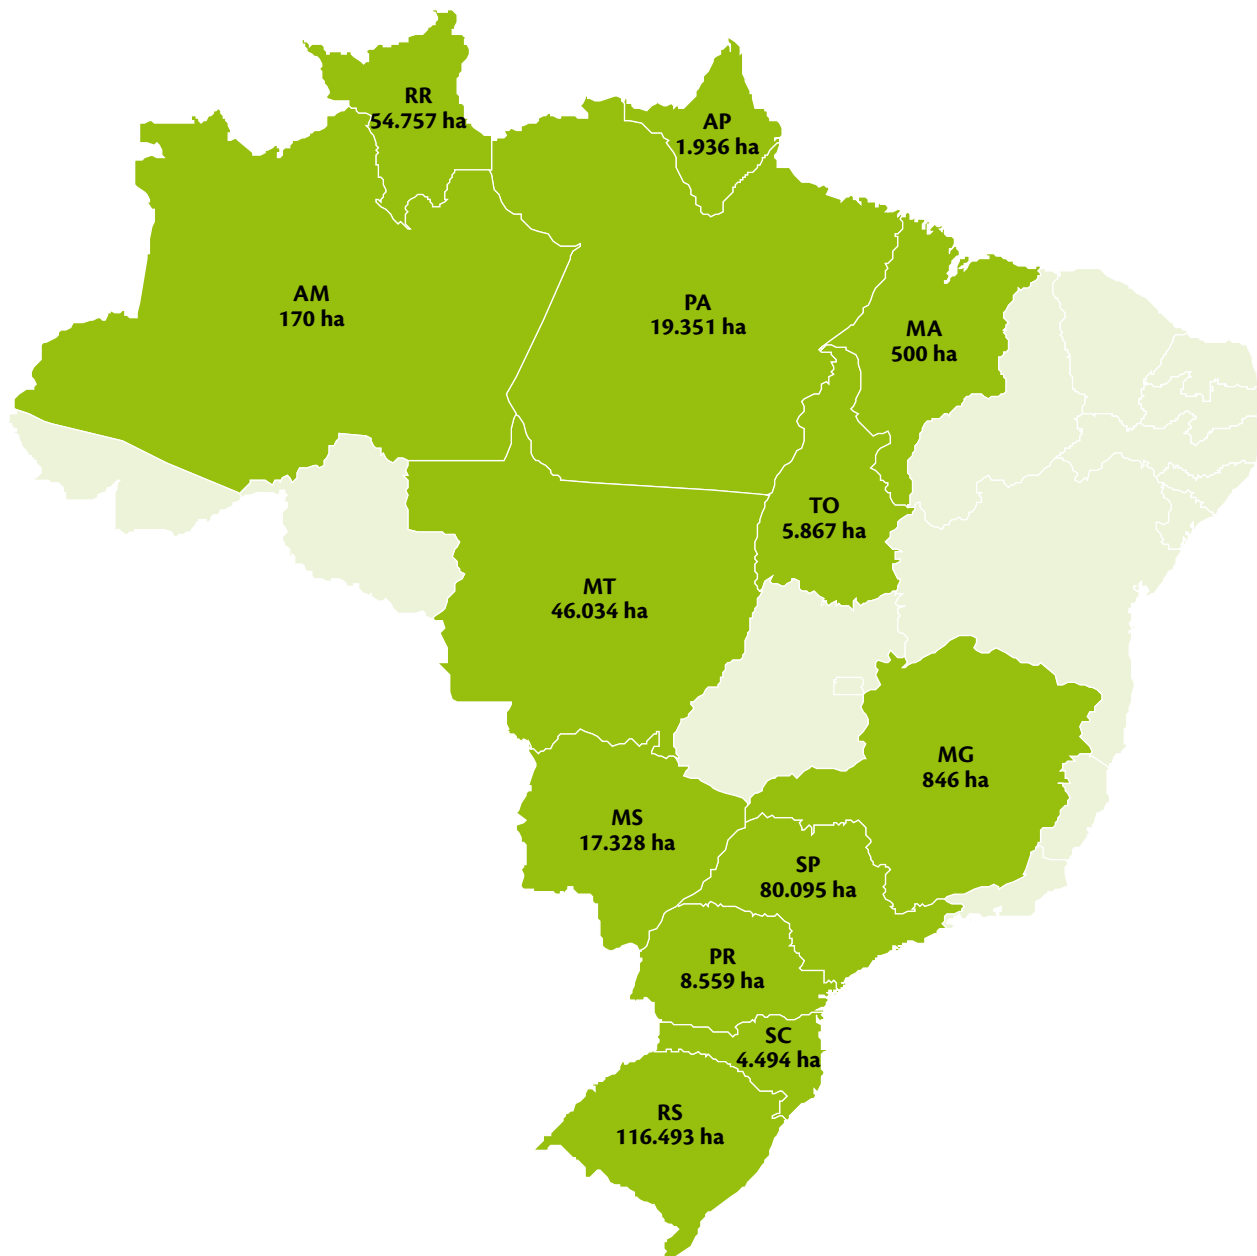 RR
54.757 ha
AP
1.936 ha
AM
170 ha
PA
19.351 ha
MA
500 ha
TO
5.867 ha
MT
46.034 ha
MG
846 ha
MS
17.328 ha
SP
80.095 ha
PR
8.559 ha
SC
4.494 ha
RS
116.493 ha